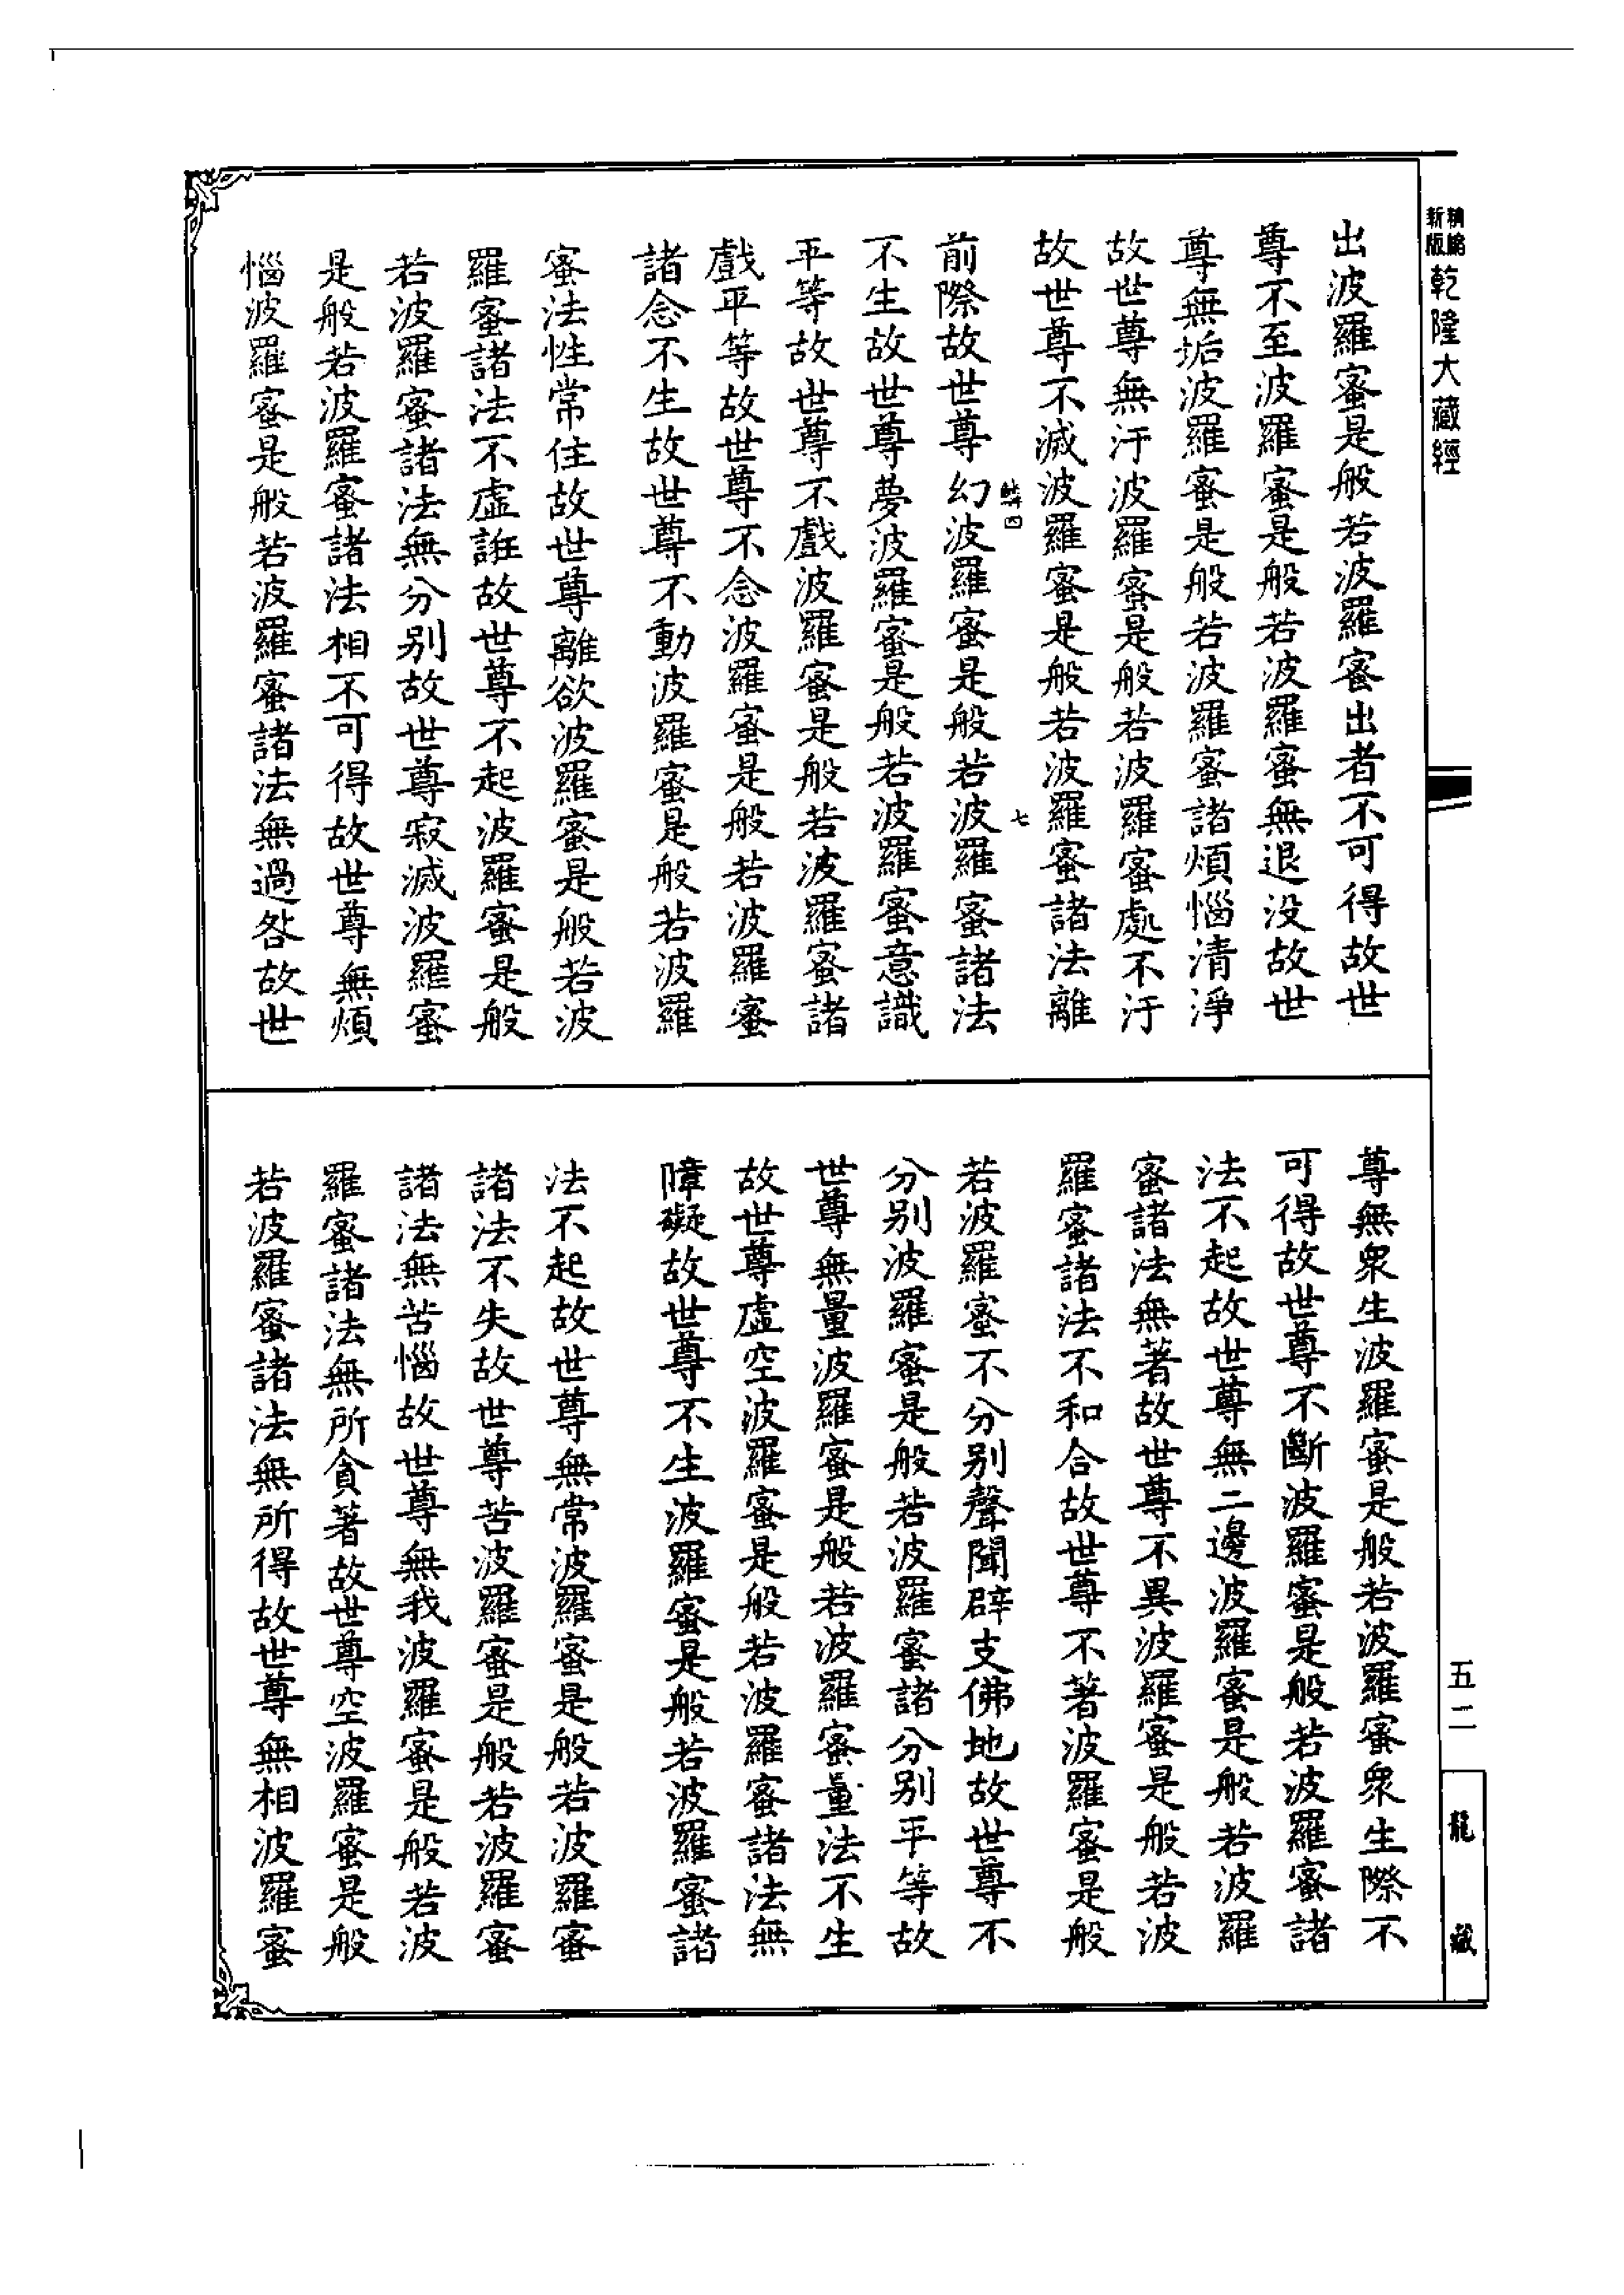 新版
精縮
乾隆大藏經
出波羅蜜是般若波羅蜜出者不可得故世
尊不至波羅蜜是般若波羅蜜無退没故世
尊無垢波羅蜜是般若波羅蜜諸煩惱清淨
故世尊無汙波羅蜜是般若波羅蜜處不汙
故世尊不滅波羅蜜是般若波羅蜜諸法離
鱗四 七
前際故世尊幻波羅蜜是般若波羅蜜諸法
不生故世尊夢波羅蜜是般若波羅蜜意識
平等故世尊不戲波羅蜜是般若波羅蜜諸
戲平等故世尊不念波羅蜜是般若波羅蜜
諸念不生故世尊不動波羅蜜是般若波羅
蜜法性常住故世尊離欲波羅蜜是般若波
羅蜜諸法不虛誑故世尊不起波羅蜜是般
若波羅蜜諸法無分別故世尊寂滅波羅蜜
是般若波羅蜜諸法相不可得故世尊無煩
惱波羅蜜是般若波羅蜜諸法無過咎故世
尊無衆生波羅蜜是般若波羅蜜衆生際不
可得故世尊不斷波羅蜜是般若波羅蜜諸
法不起故世尊無二邊波羅蜜是般若波羅
蜜諸法無著故世尊不異波羅蜜是般若波
羅蜜諸法不和合故世尊不著波羅蜜是般
若波羅蜜不分别聲聞辟支佛地故世尊不
分别波羅蜜是般若波羅蜜諸分别平等故
世尊無量波羅蜜是般若波羅蜜量法不生
故世尊虛空波羅蜜是般若波羅蜜諸法無
障礙故世尊不生波羅蜜是般若波羅蜜諸
法不起故世尊無常波羅蜜是般若波羅蜜
諸法不失故世尊苦波羅蜜是般若波羅蜜
諸法無苦惱故世尊無我波羅蜜是般若波
羅蜜諸法無所貪著故世尊空波羅蜜是般
若波羅蜜諸法無所得故世尊無相波羅蜜
五二
龍藏